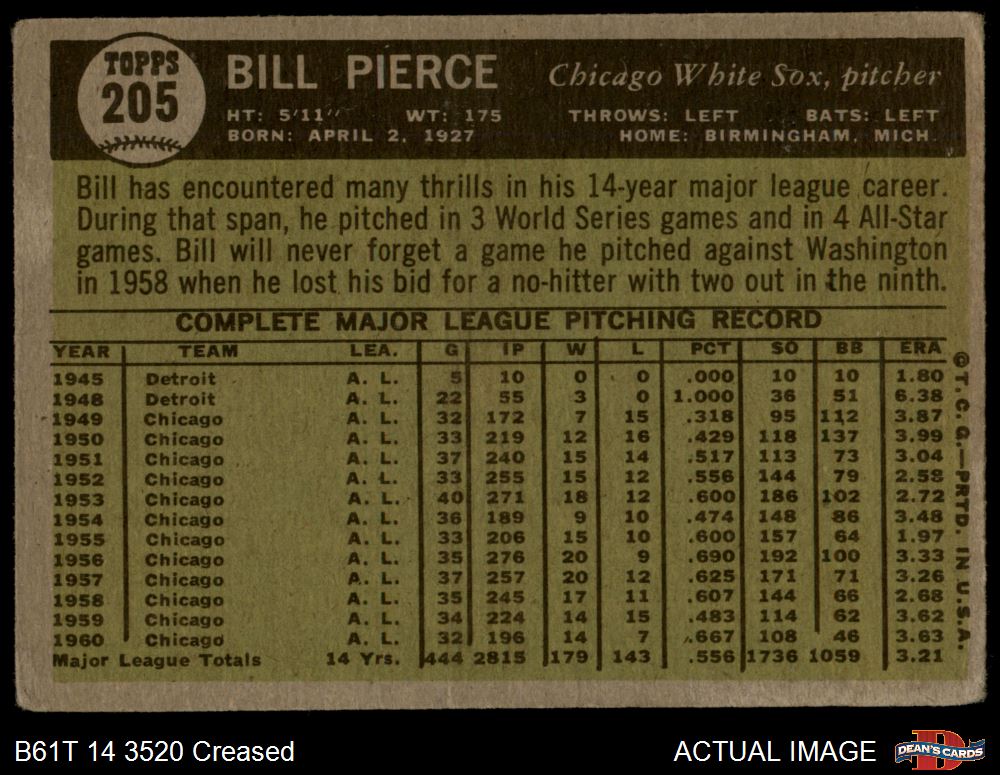 TOPPS
205
BILL PIERCE Chicago White Sox, pitcher
HT: 5'11" WT: 175 THROWS: LEFT BATS: LEFT
BORN: APRIL 2, 1927 HOME: BIRMINGHAM, MICH.
Bill has encountered many thrills in his 14-year major league career.
During that span, he pitched in 3 World Series games and in 4 All-Star
games. Bill will never forget a game he pitched against Washington
in 1958 when he lost his bid for a no-hitter with two out in the ninth.
COMPLETE MAJOR LEAGUE PITCHING RECORD
YEAR TEAM LEA. G IP W L PCT SO BB ERA
1945 Detroit A. L. 5 10 0 0 .000 10 10 1.80
1948 Detroit A. L. 22 55 3 0 1.000 36 51 6.38
1949 Chicago A. L. 32 172 7 15 .318 95 112 3.87
1950 Chicago A. L. 33 219 12 16 .429 118 137 3.99
1951 Chicago A. L. 37 240 15 14 .517 113 73 3.04
1952 Chicago A. L. 33 255 15 12 .556 144 79 2.58
1953 Chicago A. L. 40 271 18 12 .600 186 102 2.72
1954 Chicago A. L. 36 189 9 10 .474 148 86 3.48
1955 Chicago A. L. 33 206 15 10 .600 157 64 1.97
1956 Chicago A. L. 35 276 20 9 .690 192 100 3.33
1957 Chicago A. L. 37 257 20 12 .625 171 71 3.26
1958 Chicago A. L. 35 245 17 11 .607 144 66 2.68
1959 Chicago A. L. 34 224 14 15 .483 114 62 3.62
1960 Chicago A. L. 32 196 14 7 .667 108 46 3.63
Major League Totals 14 Yrs. 444 2815 179 143 .556 1736 1059 3.21
© T. C. G.—PRTD. IN U.S.A.
B61T 14 3520 Creased ACTUAL IMAGE
DEAN'S CARDS